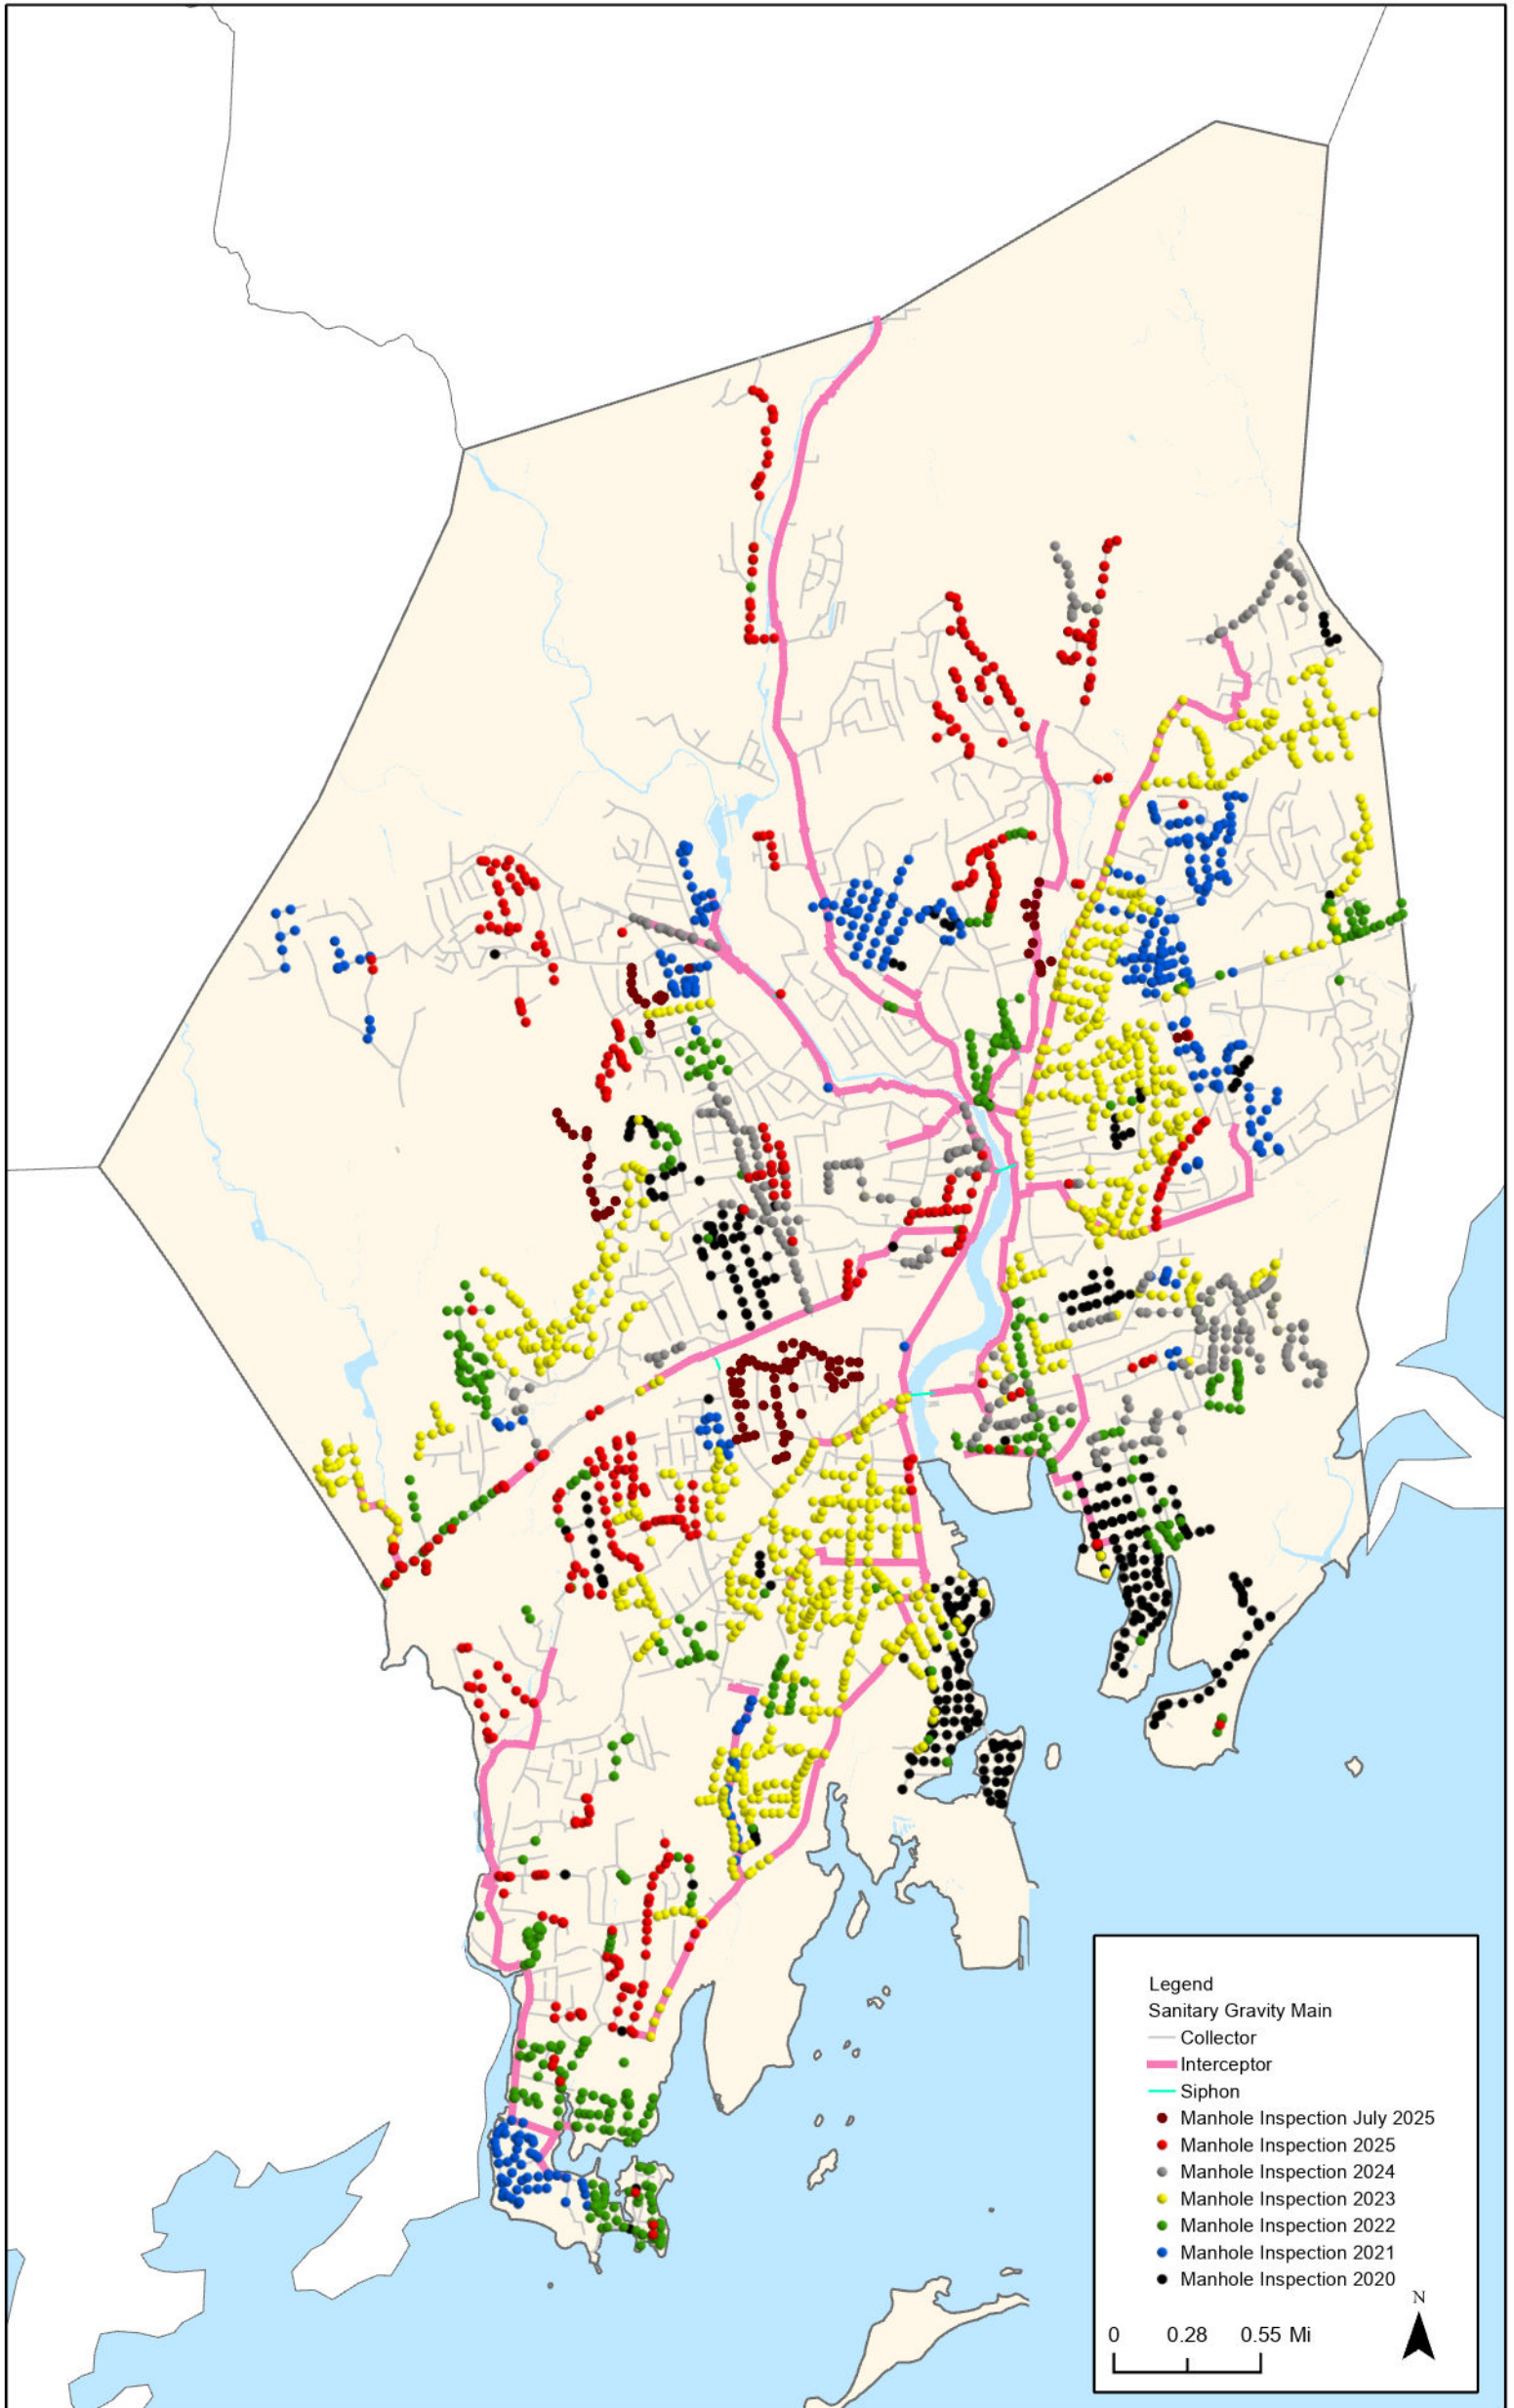 Legend
Sanitary Gravity Main
Collector
Interceptor
Siphon
Manhole Inspection July 2025
Manhole Inspection 2025
Manhole Inspection 2024
Manhole Inspection 2023
Manhole Inspection 2022
Manhole Inspection 2021
Manhole Inspection 2020
N
0 0.28 0.55 Mi